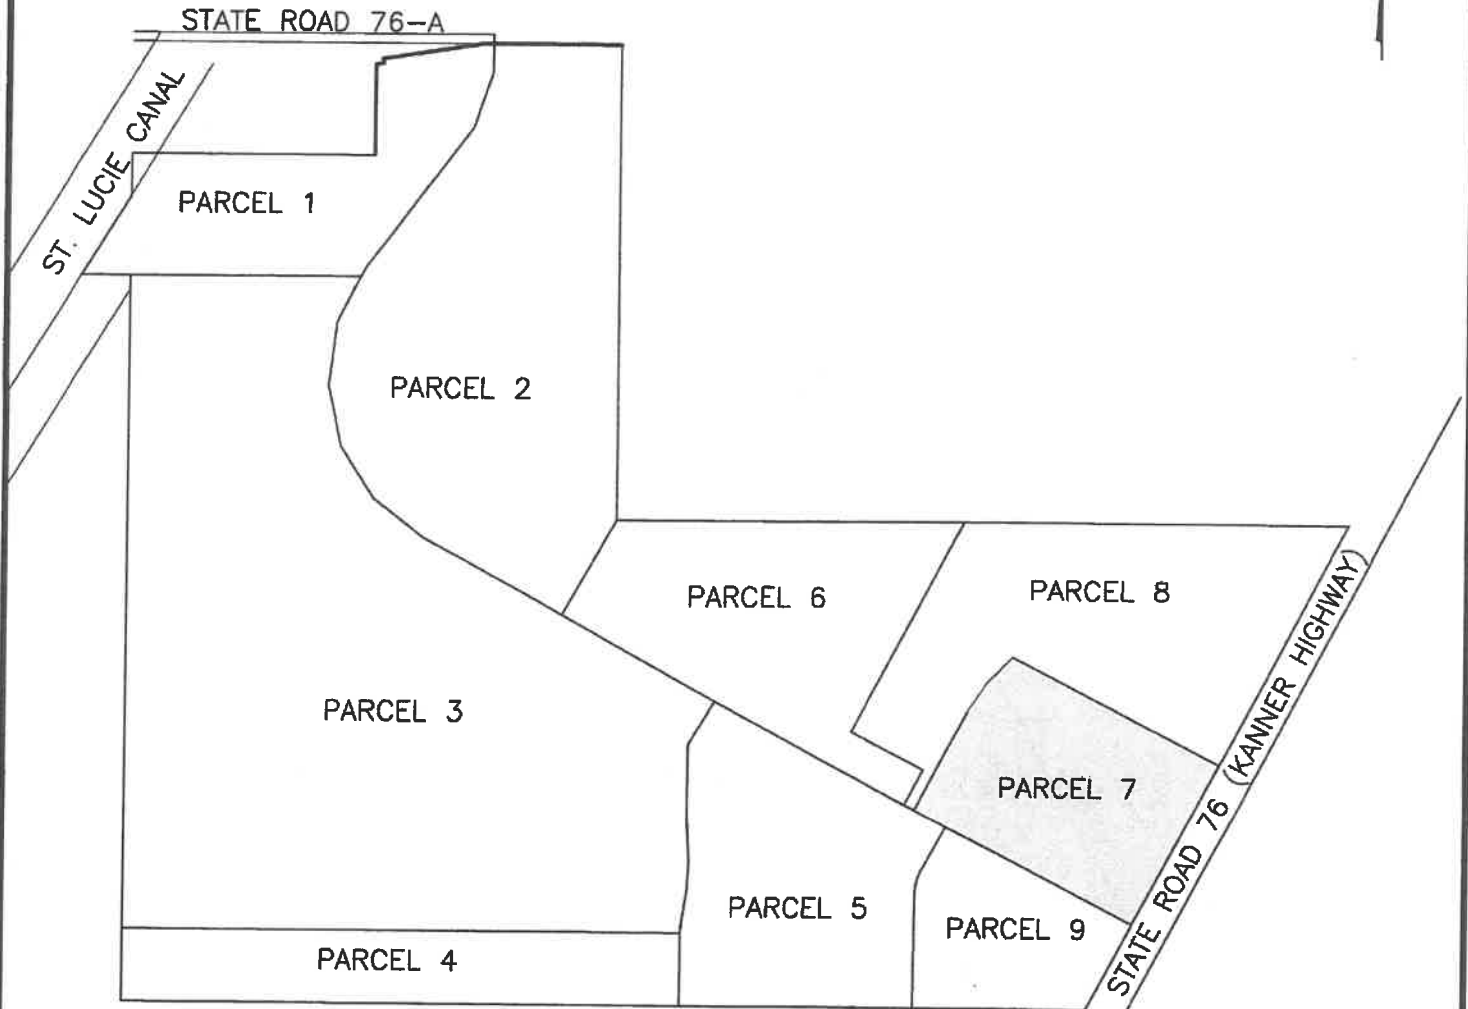 STATE ROAD 76-A
ST. LUCIE CANAL
PARCEL 1
PARCEL 2
PARCEL 6
PARCEL 8
PARCEL 3
PARCEL 7
STATE ROAD 76 (KANNER HIGHWAY)
PARCEL 5
PARCEL 9
PARCEL 4